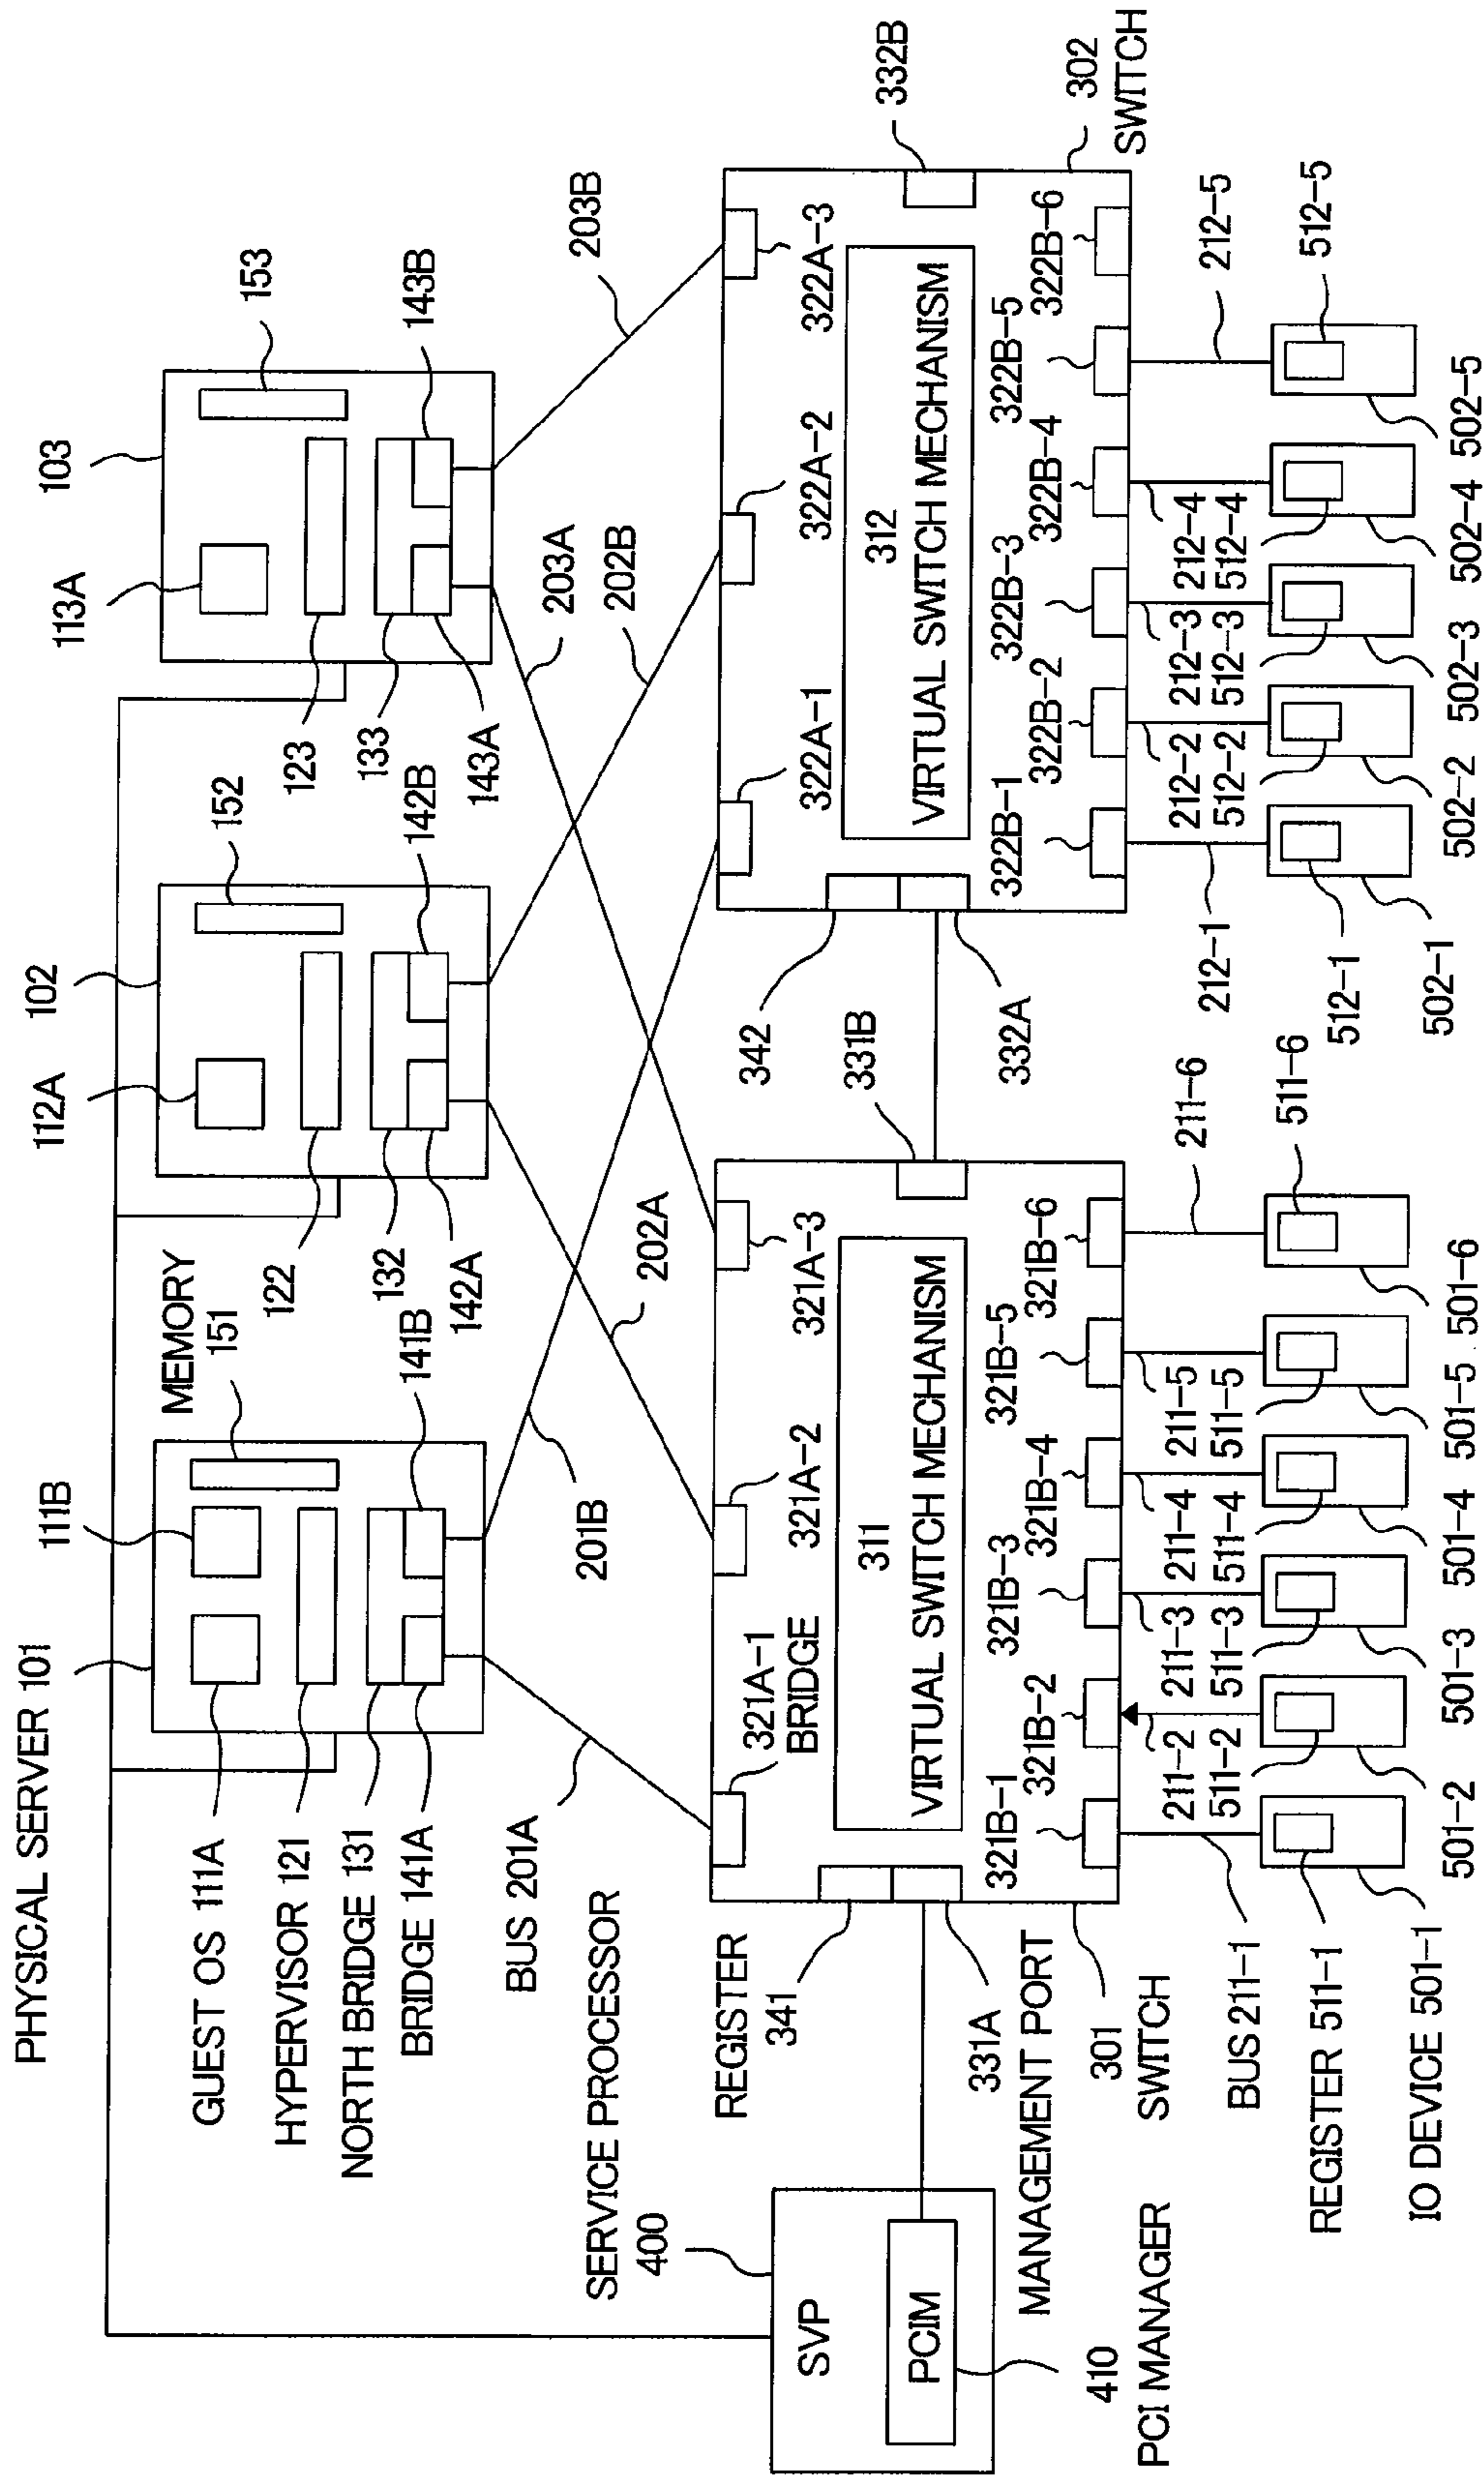 PHYSICAL SERVER 101
GUEST OS 111A
HYPERVISOR 121
NORTH BRIDGE 131
BRIDGE 141A
111B
MEMORY
151
141B
112A
102
152
122
132
142A
142B
113A
103
153
123
133
143A
143B
BUS 201A
201B
202A
202B
203A
203B
SERVICE PROCESSOR
400
SVP
PCIM
410
PCI MANAGER
REGISTER
341
331A
MANAGEMENT PORT
301
SWITCH
321A-1
BRIDGE
321A-2
321A-3
311
VIRTUAL SWITCH MECHANISM
331B
321B-1
321B-2
321B-3
321B-4
321B-5
321B-6
342
332A
322A-1
322A-2
322A-3
312
VIRTUAL SWITCH MECHANISM
332B
302
SWITCH
322B-1
322B-2
322B-3
322B-4
322B-5
322B-6
BUS 211-1
REGISTER 511-1
IO DEVICE 501-1
211-2
511-2
501-2
211-3
511-3
501-3
211-4
511-4
501-4
211-5
511-5
501-5
211-6
511-6
501-6
212-1
512-1
502-1
212-2
512-2
502-2
212-3
512-3
502-3
212-4
512-4
502-4
212-5
512-5
502-5